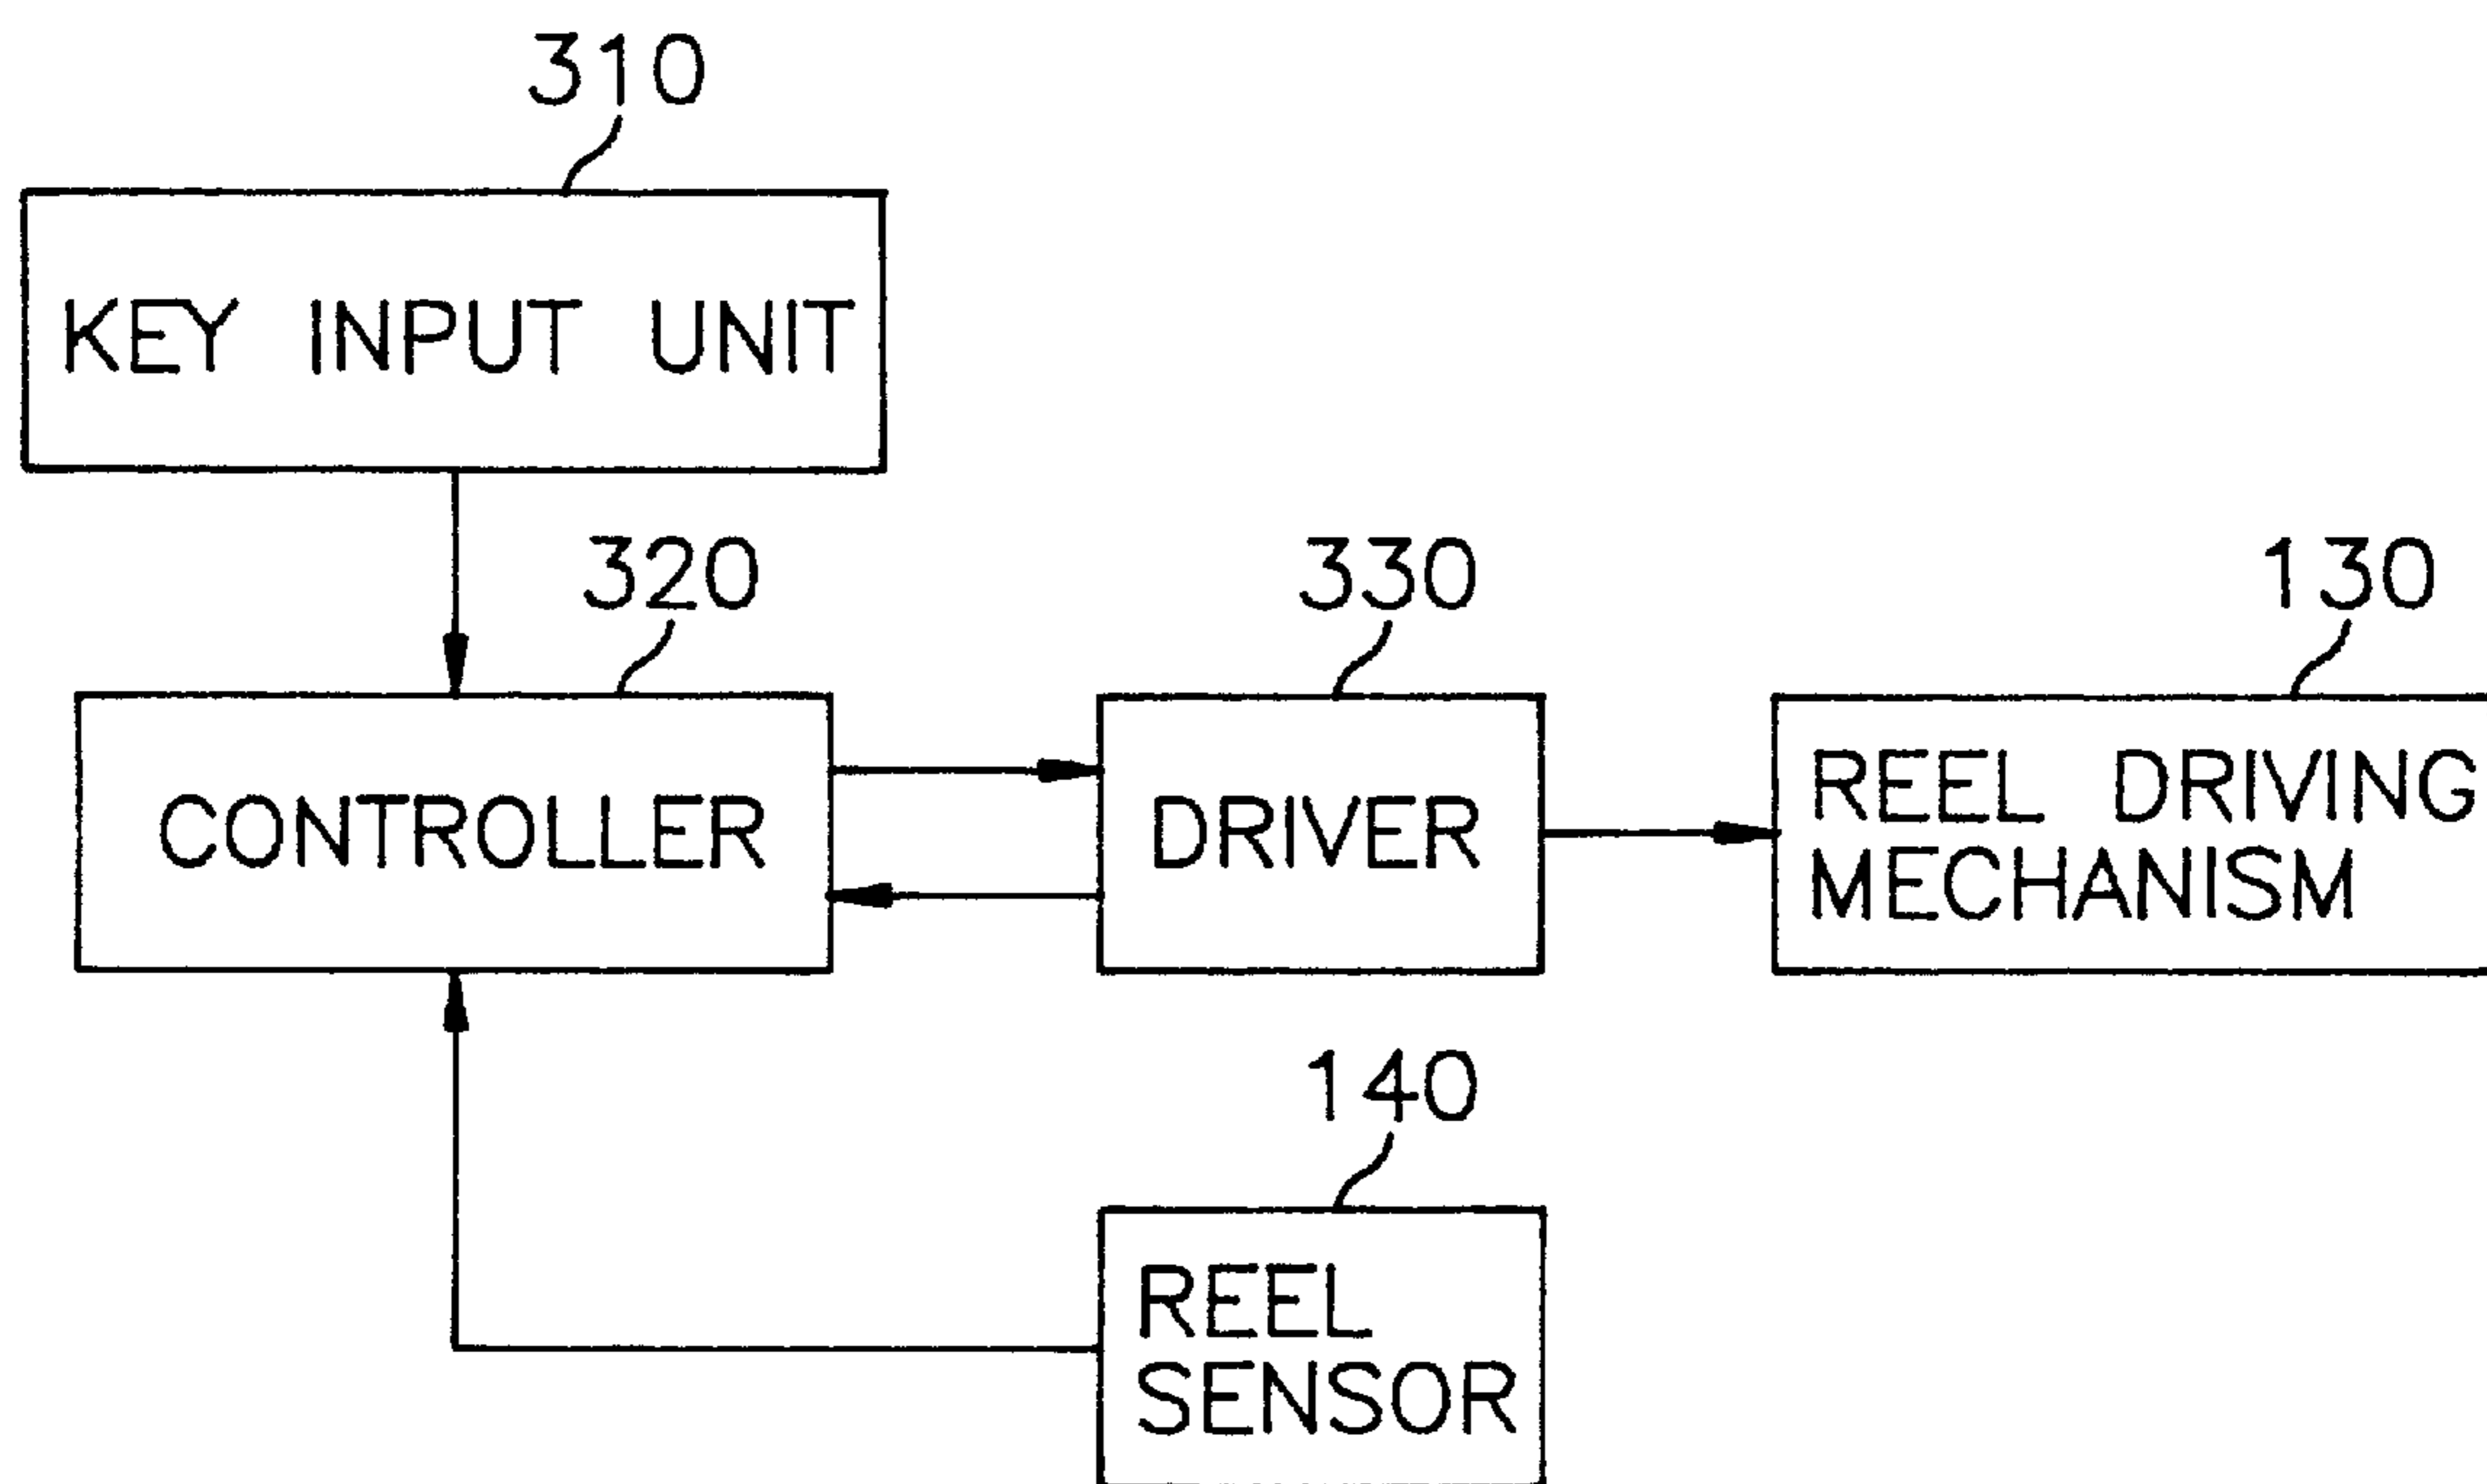 310
KEY INPUT UNIT
320
330
130
CONTROLLER
DRIVER
REEL DRIVING
MECHANISM
140
REEL
SENSOR